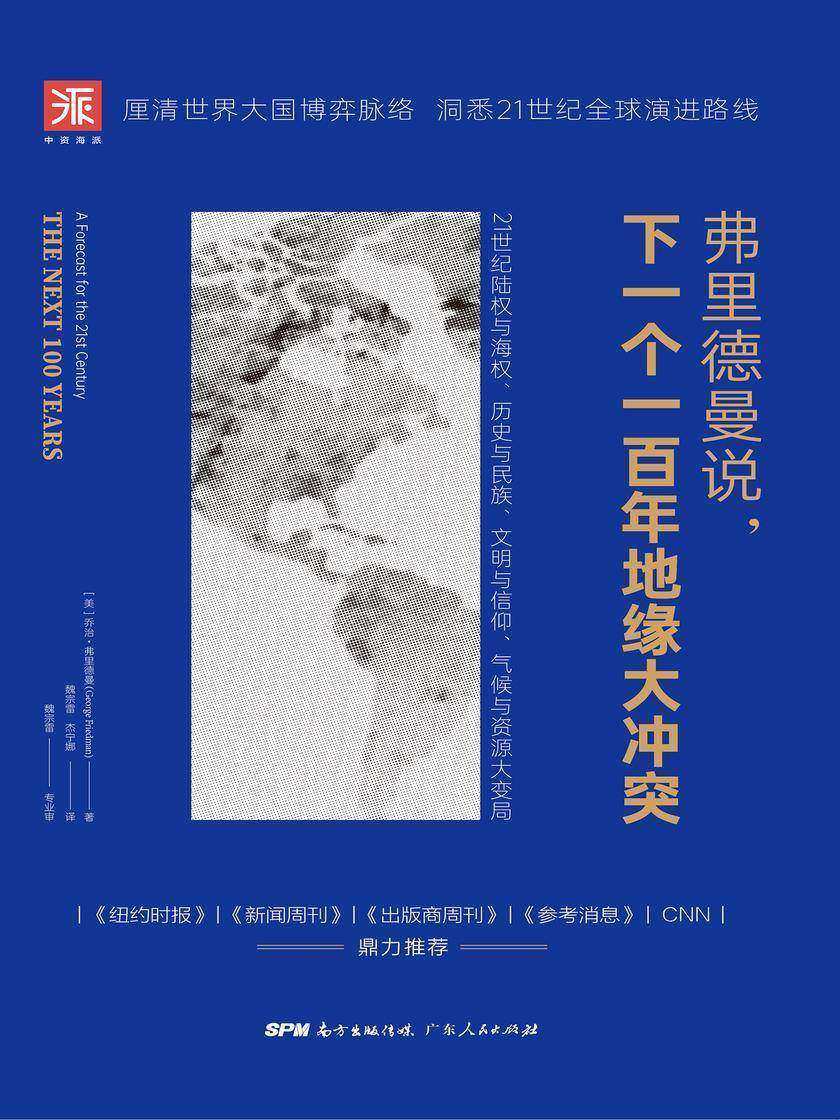 派
中资海派
厘清世界大国博弈脉络 洞悉21世纪全球演进路线
弗里德曼说，
下一个一百年地缘大冲突
21世纪陆权与海权、历史与民族、文明与信仰、气候与资源大变局
A Forecast for the 21st Century
THE NEXT 100 YEARS
[美]乔治·弗里德曼(George Friedman)——著
魏宗雷 杰宁娜——译
魏宗雷——专业审
|《纽约时报》|《新闻周刊》|《出版商周刊》|《参考消息》| CNN |
鼎力推荐
SPM 南方出版传媒 广东人民出版社